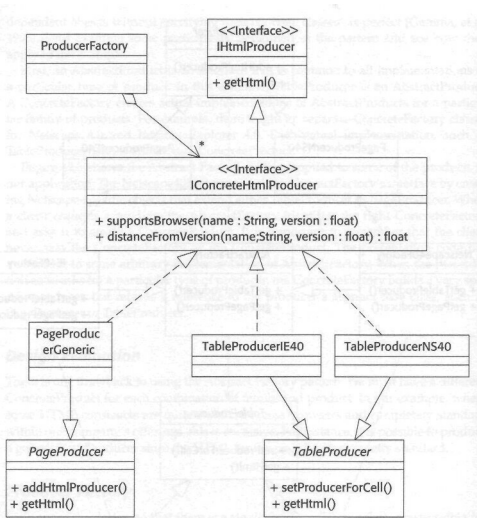 ProducerFactory
<<Interface>>
IHtmlProducer
+ getHtml()
*
<<Interface>>
IConcreteHtmlProducer
+ supportsBrowser(name : String, version : float)
+ distanceFromVersion(name;String, version : float) : float
PageProduc
erGeneric
TableProducerIE40
TableProducerNS40
PageProducer
+ addHtmlProducer()
+ getHtml()
TableProducer
+ setProducerForCell()
+ getHtml()